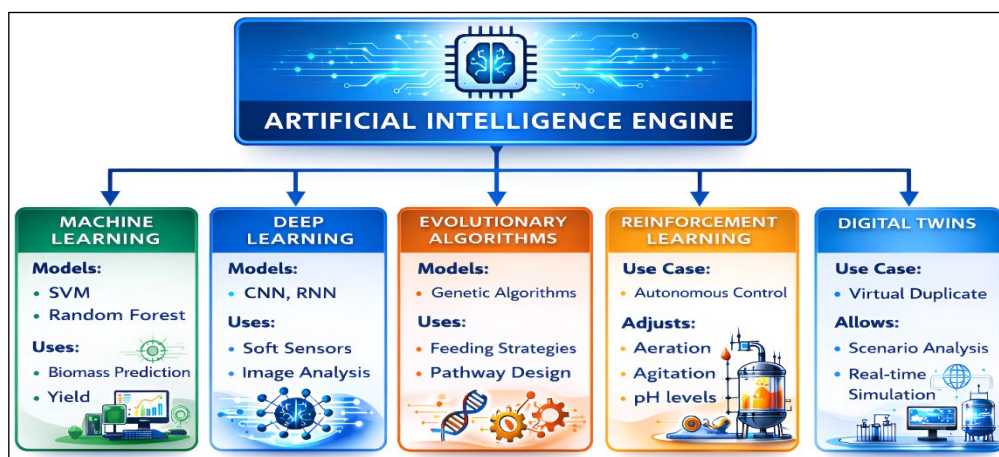 ARTIFICIAL INTELLIGENCE ENGINE
MACHINE
LEARNING
Models:
• SVM
• Random Forest
Uses:
• Biomass Prediction
• Yield
DEEP
LEARNING
Models:
• CNN, RNN
Uses:
• Soft Sensors
• Image Analysis
EVOLUTIONARY
ALGORITHMS
Models:
• Genetic Algorithms
Uses:
• Feeding Strategies
• Pathway Design
REINFORCEMENT
LEARNING
Use Case:
• Autonomous Control
Adjusts:
• Aeration
• Agitation
• pH levels
DIGITAL TWINS
Use Case:
• Virtual Duplicate
Allows:
• Scenario Analysis
• Real-time
Simulation